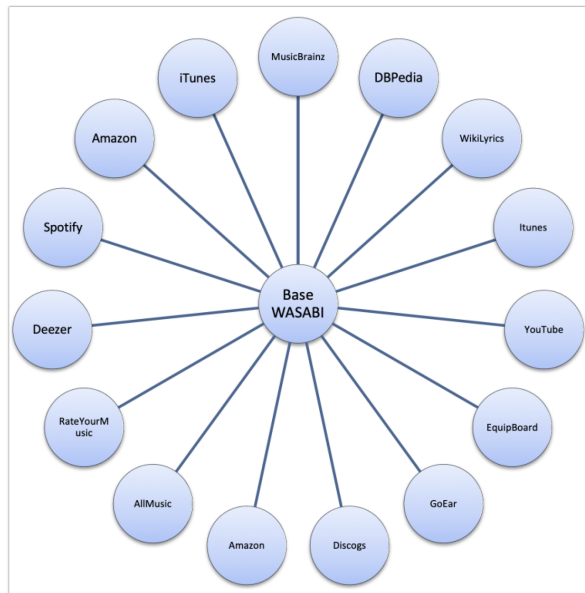 MusicBrainz
DBPedia
WikiLyrics
Itunes
YouTube
EquipBoard
GoEar
Discogs
Amazon
AllMusic
RateYourM
usic
Deezer
Spotify
Amazon
iTunes
Base
WASABI